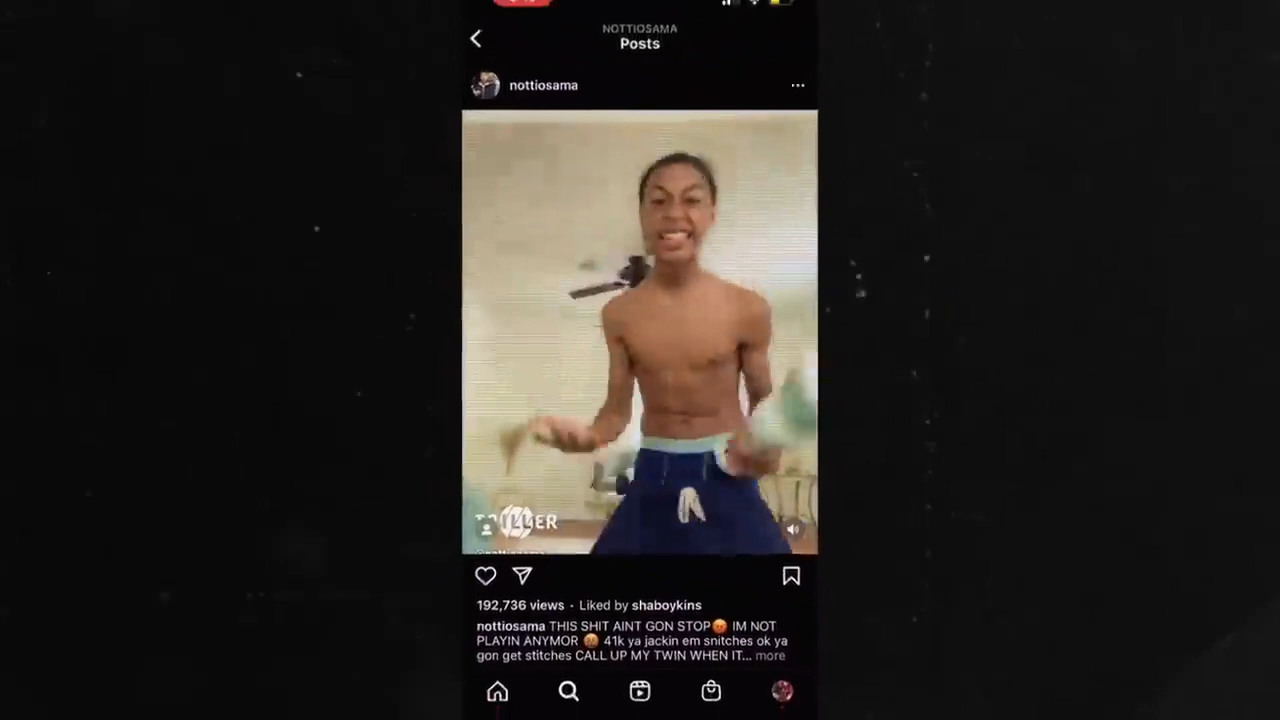 NOTTIOSAMA
Posts
nottiosama
TRILLER
192,736 views · Liked by shaboykins
nottiosama THIS SHIT AINT GON STOP😡 IM NOT
PLAYIN ANYMOR 😡 41k ya jackin em snitches ok ya
gon get stitches CALL UP MY TWIN WHEN IT... more